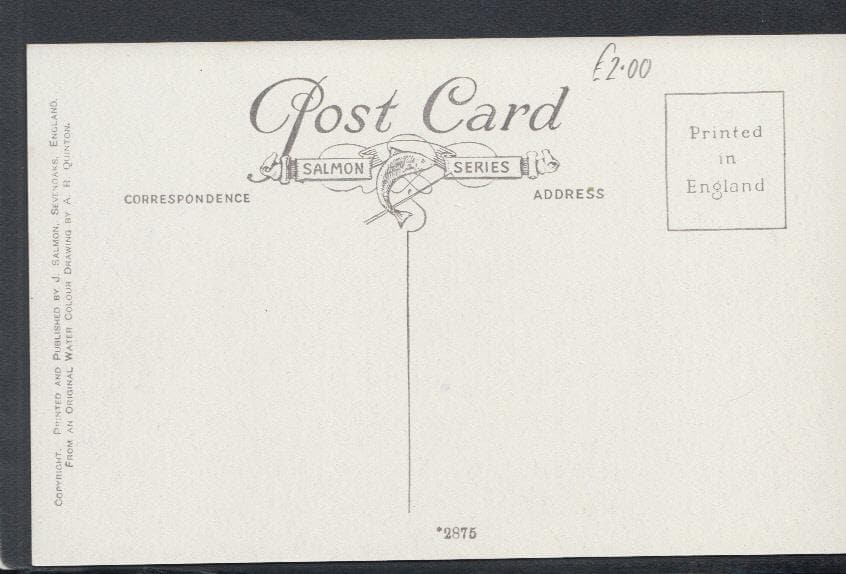 £2.00
Post Card
SALMON SERIES
CORRESPONDENCE
ADDRESS
Printed
in
England
COPYRIGHT. PRINTED AND PUBLISHED BY J. SALMON, SEVENOAKS, ENGLAND.
FROM AN ORIGINAL WATER COLOUR DRAWING BY A. R. QUINTON.
*2875